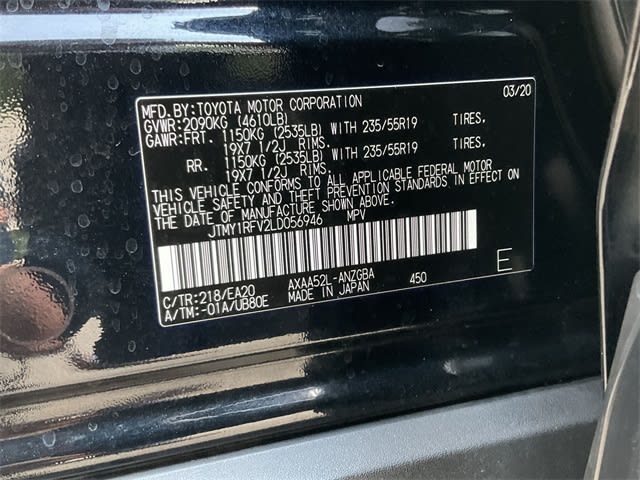 MFD.BY:TOYOTA MOTOR CORPORATION 03/20
GVWR:2090KG (4610LB)
GAWR:FRT. 1150KG (2535LB) WITH 235/55R19 TIRES.
19X7 1/2J RIMS.
RR. 1150KG (2535LB) WITH 235/55R19 TIRES.
19X7 1/2J RIMS.
THIS VEHICLE CONFORMS TO ALL APPLICABLE FEDERAL MOTOR
VEHICLE SAFETY AND THEFT PREVENTION STANDARDS IN EFFECT ON
THE DATE OF MANUFACTURE SHOWN ABOVE.
JTMY1RFV2LD056946 MPV
C/TR:218/EA20 AXAA52L-ANZGBA 450 E
A/TM:-01A/UB80E MADE IN JAPAN